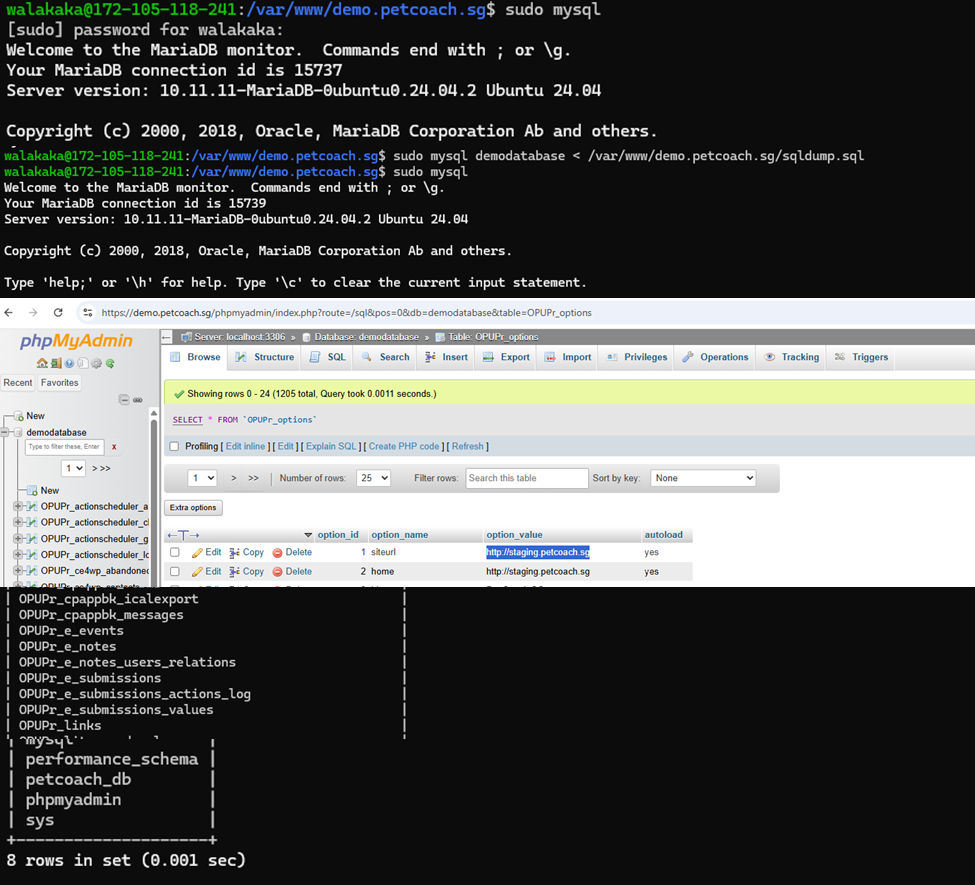 walakaka@172-105-118-241:/var/www/demo.petcoach.sg$ sudo mysql
[sudo] password for walakaka:
Welcome to the MariaDB monitor.  Commands end with ; or \g.
Your MariaDB connection id is 15737
Server version: 10.11.11-MariaDB-0ubuntu0.24.04.2 Ubuntu 24.04
Copyright (c) 2000, 2018, Oracle, MariaDB Corporation Ab and others.
walakaka@172-105-118-241:/var/www/demo.petcoach.sg$ sudo mysql demodatabase < /var/www/demo.petcoach.sg/sqldump.sql
walakaka@172-105-118-241:/var/www/demo.petcoach.sg$ sudo mysql
Welcome to the MariaDB monitor.  Commands end with ; or \g.
Your MariaDB connection id is 15739
Server version: 10.11.11-MariaDB-0ubuntu0.24.04.2 Ubuntu 24.04
Copyright (c) 2000, 2018, Oracle, MariaDB Corporation Ab and others.
Type 'help;' or '\h' for help. Type '\c' to clear the current input statement.
https://demo.petcoach.sg/phpmyadmin/index.php?route=/sql&pos=0&db=demodatabase&table=OPUPr_options
phpMyAdmin
Recent Favorites
New
demodatabase
Type to filter these, Enter X
1 > >>
New
OPUPr_actionscheduler_a
OPUPr_actionscheduler_cl
OPUPr_actionscheduler_g
OPUPr_actionscheduler_lo
OPUPr_ce4wp_abandoned
Server: localhost:3306 » Database: demodatabase » Table: OPUPr_options
Browse Structure SQL Search Insert Export Import Privileges Operations Tracking Triggers
Showing rows 0 - 24 (1205 total, Query took 0.0011 seconds.)
SELECT * FROM `OPUPr_options`
Profiling [ Edit inline ] [ Edit ] [ Explain SQL ] [ Create PHP code ] [ Refresh ]
1 > >> Number of rows: 25 Filter rows: Search this table Sort by key: None
Extra options
←T→ option_id option_name option_value autoload
Edit Copy Delete 1 siteurl http://staging.petcoach.sg yes
Edit Copy Delete 2 home http://staging.petcoach.sg yes
| OPUPr_cpappbk_icalexport |
| OPUPr_cpappbk_messages |
| OPUPr_e_events |
| OPUPr_e_notes |
| OPUPr_e_notes_users_relations |
| OPUPr_e_submissions |
| OPUPr_e_submissions_actions_log |
| OPUPr_e_submissions_values |
| OPUPr_links |
| mysql |
| performance_schema |
| petcoach_db |
| phpmyadmin |
| sys |
+--------------------+
8 rows in set (0.001 sec)